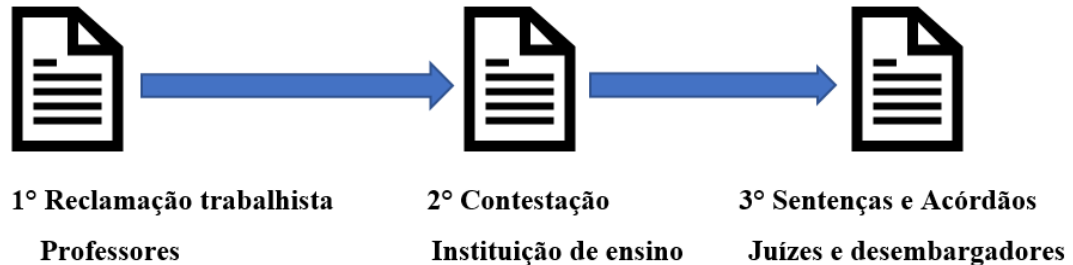 1° Reclamação trabalhista 2° Contestação 3° Sentenças e Acórdãos
Professores Instituição de ensino Juízes e desembargadores